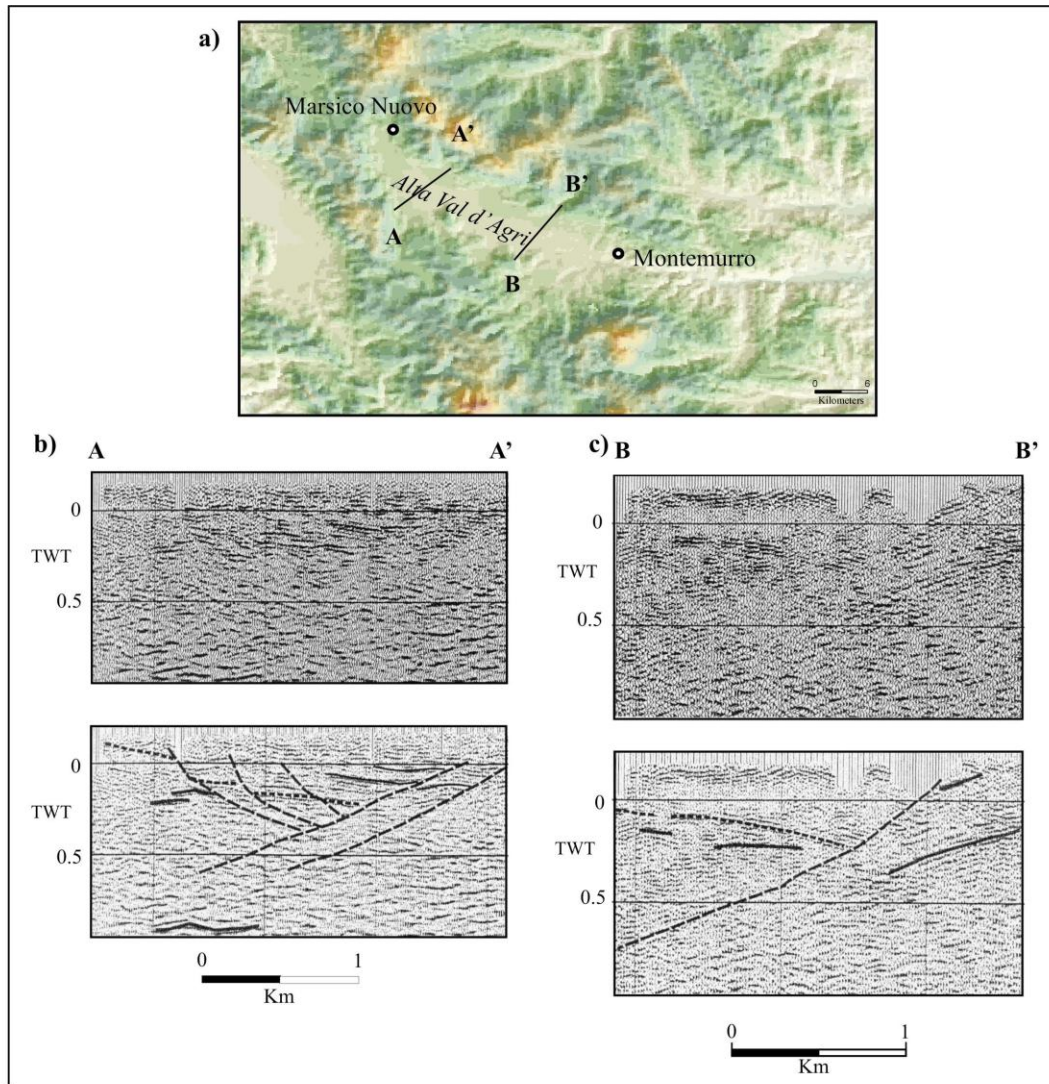 a)
Marsico Nuovo
A’
B’
Alta Val d’Agri
A
Montemurro
B
0 6
Kilometers
b) A A’
0
TWT
0.5
0
TWT
0.5
0 1
Km
c) B B’
0
TWT
0.5
0
TWT
0.5
0 1
Km